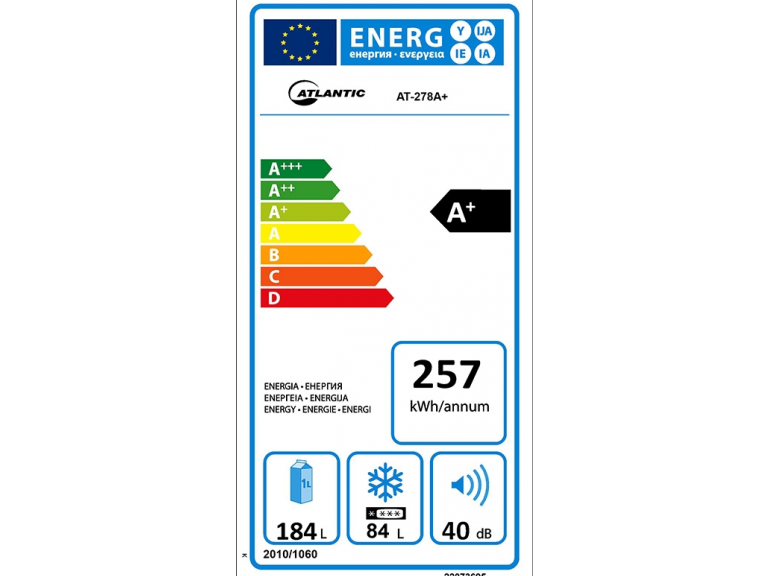 ENERG Y IJA
енергия · ενεργεια IE IA
ATLANTIC AT-278A+
A+++
A++
A+
A
B
C
D
A+
257
kWh/annum
ENERGIA · ЕНЕРГИЯ
ΕΝΕΡΓΕΙΑ · ENERGIJA
ENERGY · ENERGIE · ENERGI
1L
184 L
84 L
40 dB
K
2010/1060